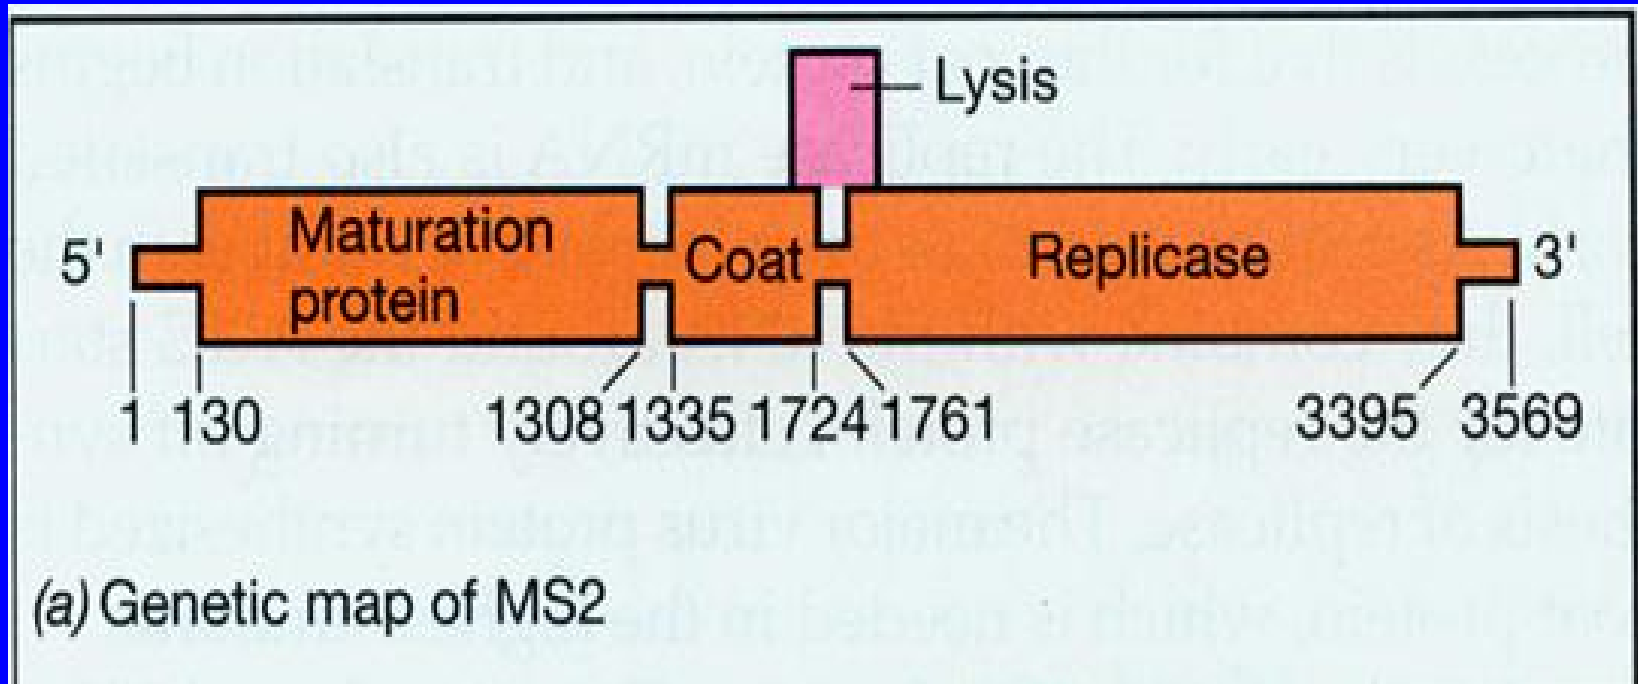 Lysis
Maturation
protein
Coat
Replicase
5'
3'
1 130 1308 1335 1724 1761 3395 3569
(a) Genetic map of MS2